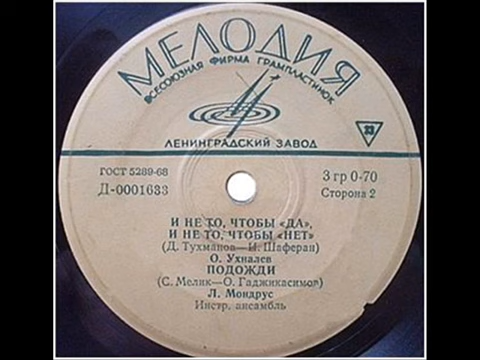 МЕЛОДИЯ
ВСЕСОЮЗНАЯ ФИРМА ГРАМПЛАСТИНОК
ЛЕНИНГРАДСКИЙ ЗАВОД
33
ГОСТ 5289-68
3 гр 0-70
Д-0001633
Сторона 2
И НЕ ТО, ЧТОБЫ «ДА»,
И НЕ ТО, ЧТОБЫ «НЕТ»
(Д. Тухманов—И. Шаферан)
О. Ухналев
ПОДОЖДИ
(С. Мелик—О. Гаджикасимов)
Л. Мондрус
Инстр. ансамбль